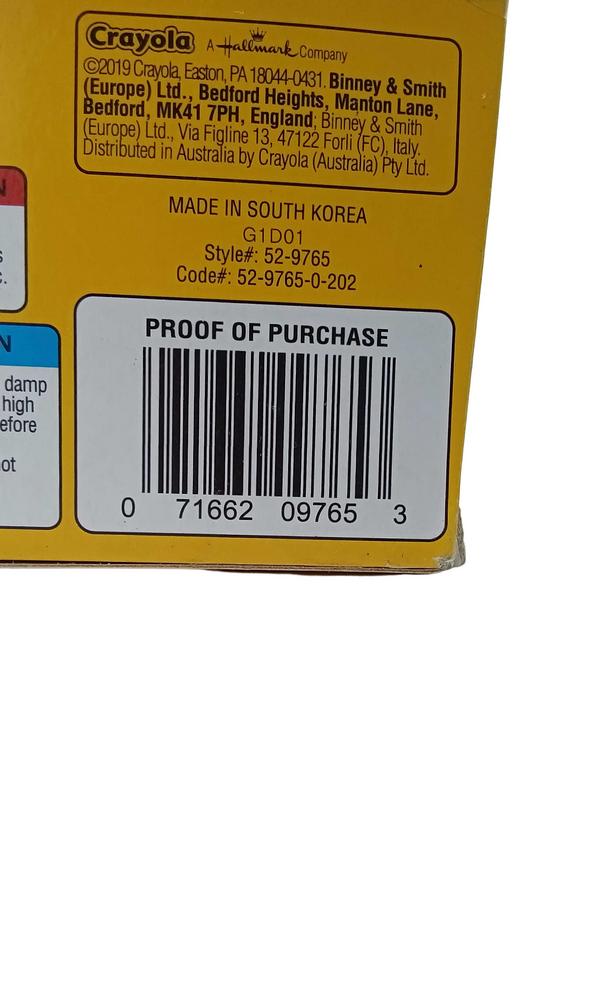 Crayola A Hallmark Company
©2019 Crayola, Easton, PA 18044-0431. Binney & Smith
(Europe) Ltd., Bedford Heights, Manton Lane,
Bedford, MK41 7PH, England; Binney & Smith
(Europe) Ltd., Via Figline 13, 47122 Forli (FC), Italy.
Distributed in Australia by Crayola (Australia) Pty Ltd.
MADE IN SOUTH KOREA
G1D01
Style#: 52-9765
Code#: 52-9765-0-202
N
c.
N
damp
high
efore
ot
PROOF OF PURCHASE
0 71662 09765 3